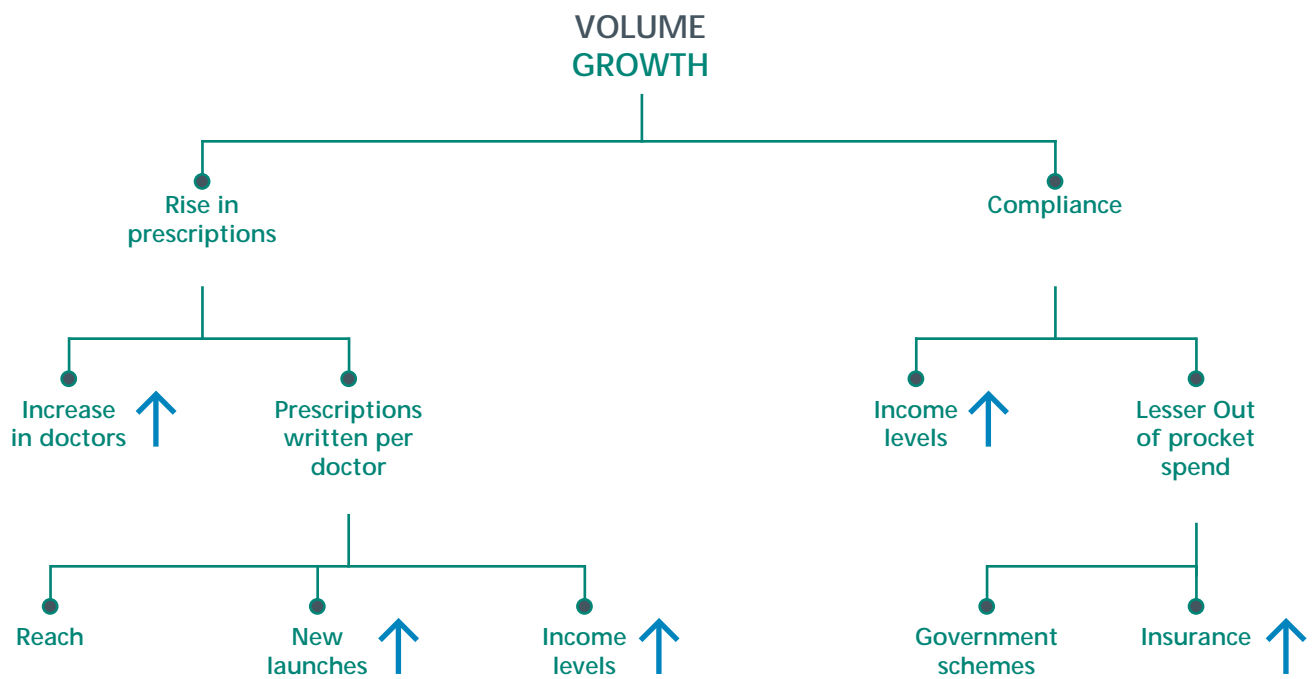 VOLUME
GROWTH
Rise in
prescriptions
Compliance
Increase
in doctors
Prescriptions
written per
doctor
Income
levels
Lesser Out
of procket
spend
Reach
New
launches
Income
levels
Government
schemes
Insurance